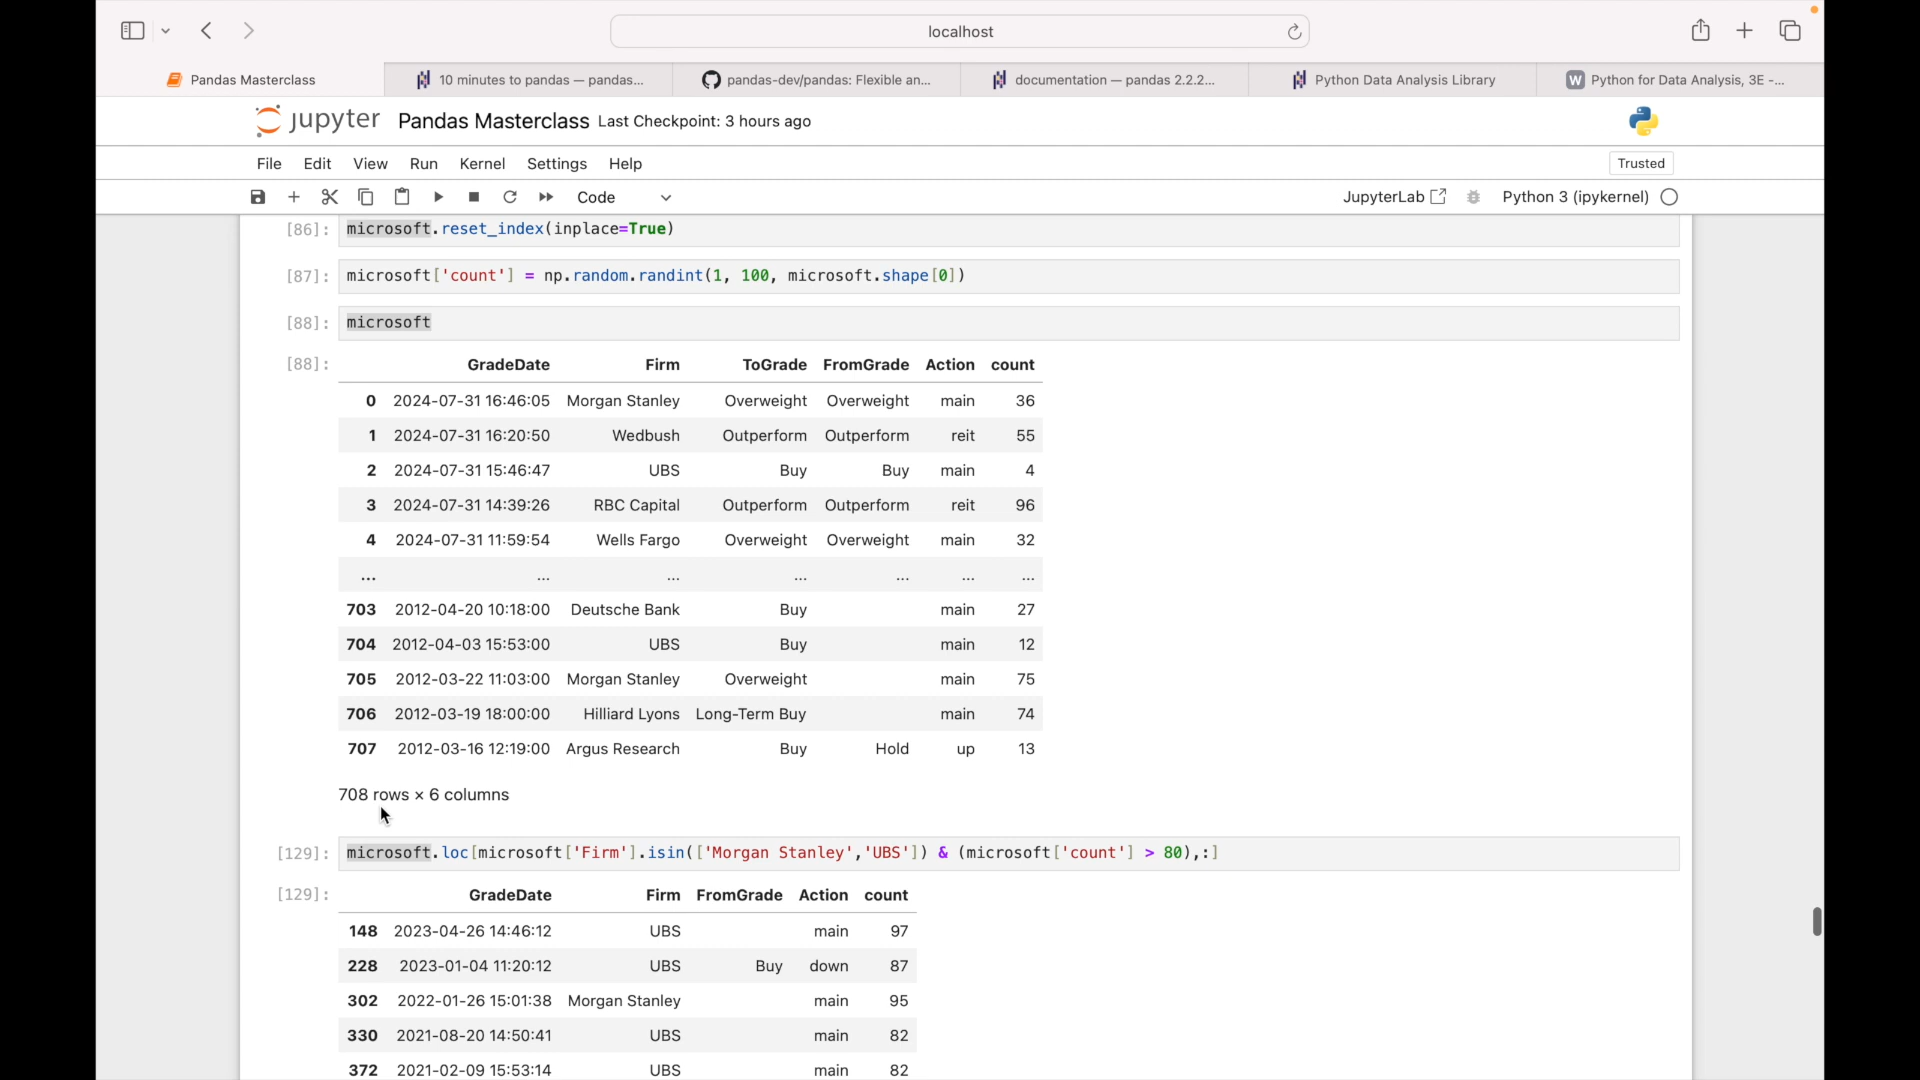 localhost
Pandas Masterclass
10 minutes to pandas — pandas...
pandas-dev/pandas: Flexible an...
documentation — pandas 2.2.2...
Python Data Analysis Library
W Python for Data Analysis, 3E -...
jupyter Pandas Masterclass Last Checkpoint: 3 hours ago
File Edit View Run Kernel Settings Help Trusted
Code JupyterLab Python 3 (ipykernel)
[86]: microsoft.reset_index(inplace=True)
[87]: microsoft['count'] = np.random.randint(1, 100, microsoft.shape[0])
[88]: microsoft
[88]: GradeDate Firm ToGrade FromGrade Action count
0 2024-07-31 16:46:05 Morgan Stanley Overweight Overweight main 36
1 2024-07-31 16:20:50 Wedbush Outperform Outperform reit 55
2 2024-07-31 15:46:47 UBS Buy Buy main 4
3 2024-07-31 14:39:26 RBC Capital Outperform Outperform reit 96
4 2024-07-31 11:59:54 Wells Fargo Overweight Overweight main 32
... ... ... ... ... ... ...
703 2012-04-20 10:18:00 Deutsche Bank Buy main 27
704 2012-04-03 15:53:00 UBS Buy main 12
705 2012-03-22 11:03:00 Morgan Stanley Overweight main 75
706 2012-03-19 18:00:00 Hilliard Lyons Long-Term Buy main 74
707 2012-03-16 12:19:00 Argus Research Buy Hold up 13
708 rows × 6 columns
[129]: microsoft.loc[microsoft['Firm'].isin(['Morgan Stanley','UBS']) & (microsoft['count'] > 80),:]
[129]: GradeDate Firm FromGrade Action count
148 2023-04-26 14:46:12 UBS main 97
228 2023-01-04 11:20:12 UBS Buy down 87
302 2022-01-26 15:01:38 Morgan Stanley main 95
330 2021-08-20 14:50:41 UBS main 82
372 2021-02-09 15:53:14 UBS main 82